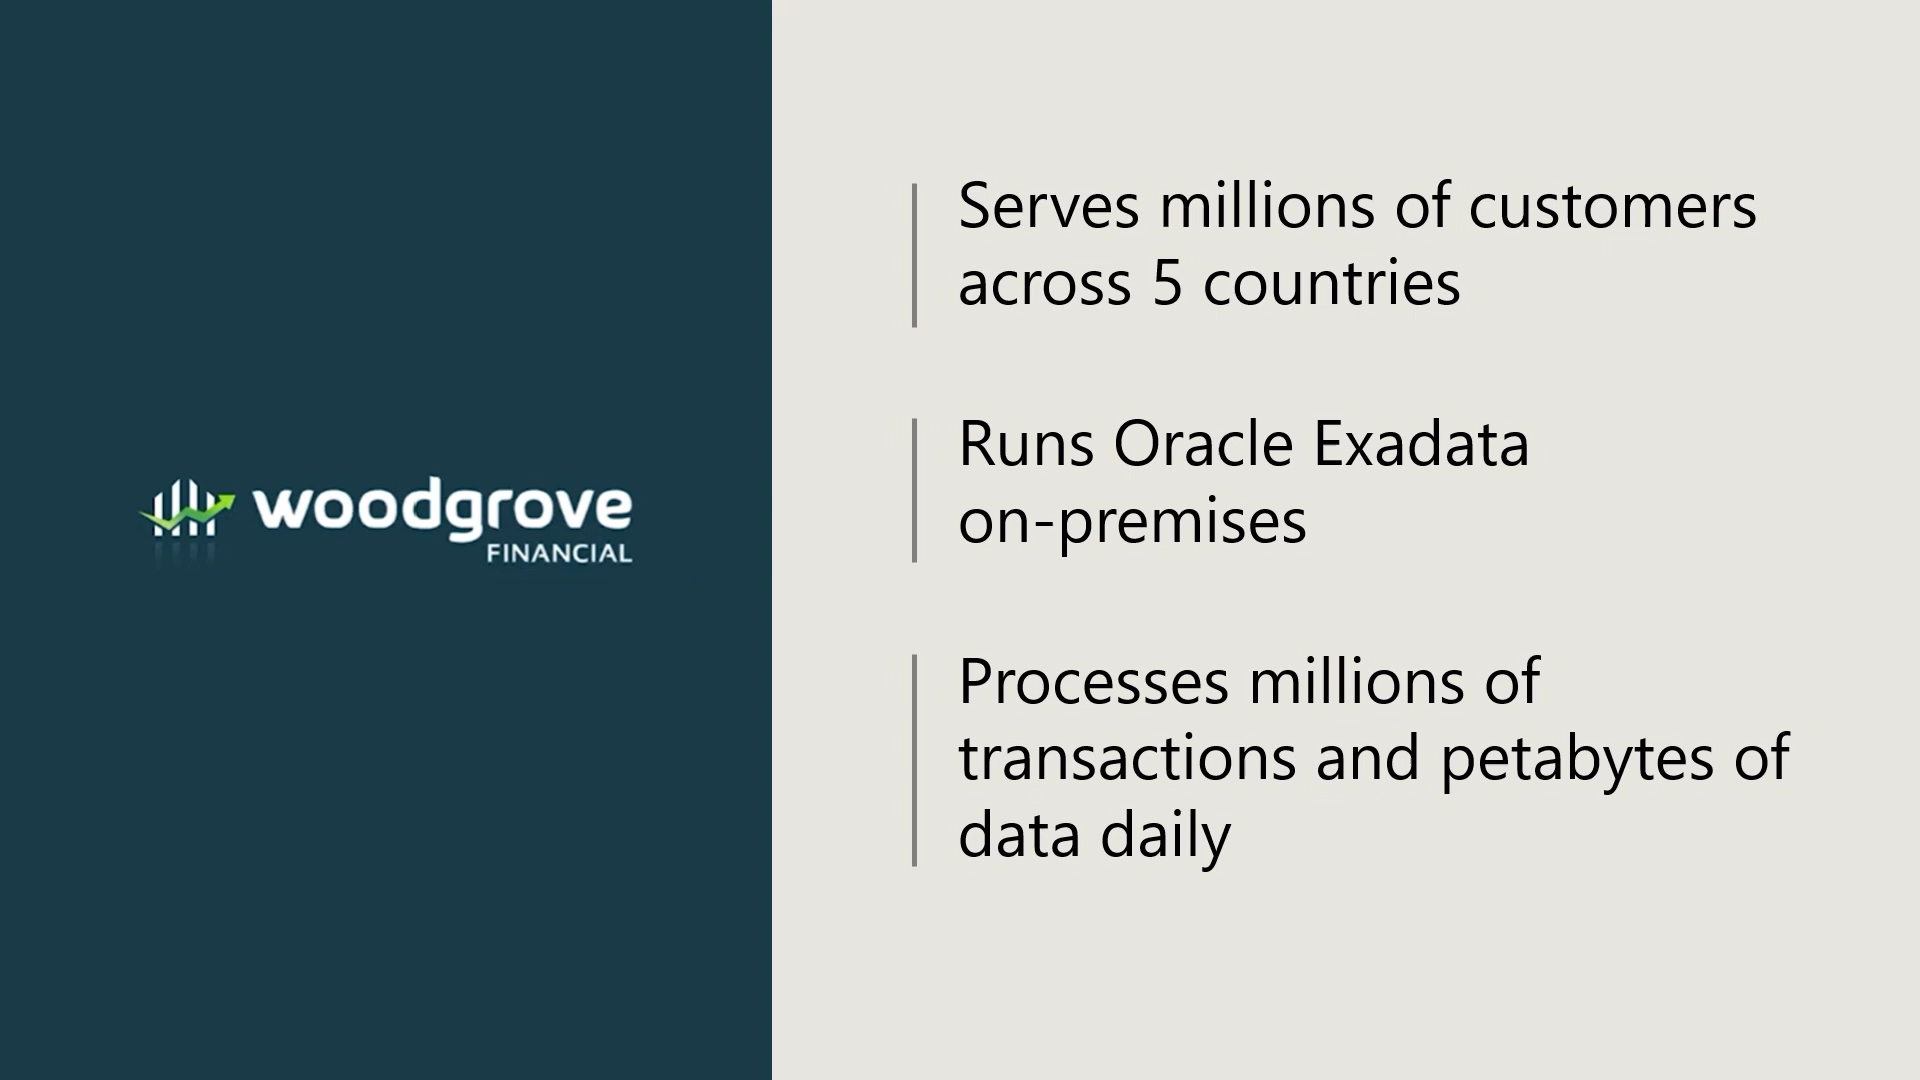 woodgrove
FINANCIAL
Serves millions of customers
across 5 countries
Runs Oracle Exadata
on-premises
Processes millions of
transactions and petabytes of
data daily